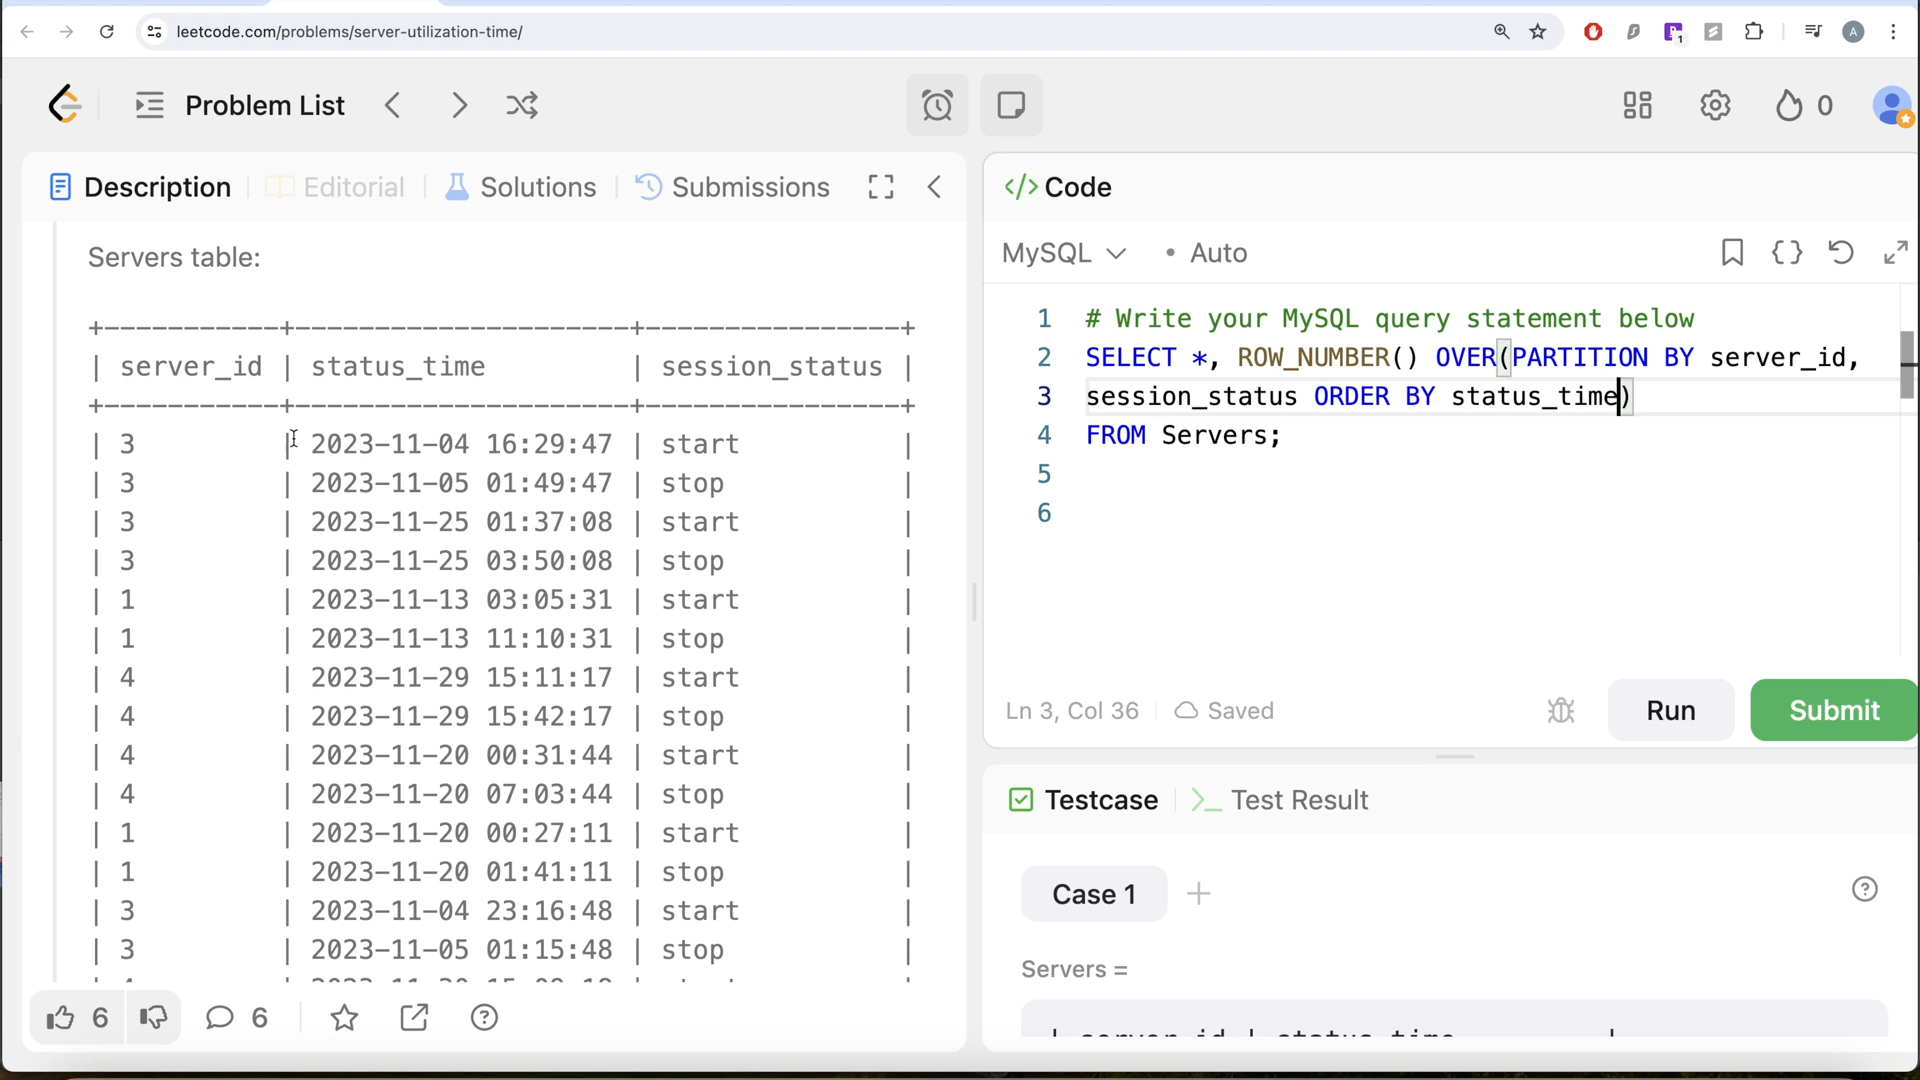 leetcode.com/problems/server-utilization-time/
1
A
Problem List
0
Description
Editorial
Solutions
Submissions
Servers table:
+-----------+---------------------+----------------+
| server_id | status_time         | session_status |
+-----------+---------------------+----------------+
| 3         | 2023-11-04 16:29:47 | start          |
| 3         | 2023-11-05 01:49:47 | stop           |
| 3         | 2023-11-25 01:37:08 | start          |
| 3         | 2023-11-25 03:50:08 | stop           |
| 1         | 2023-11-13 03:05:31 | start          |
| 1         | 2023-11-13 11:10:31 | stop           |
| 4         | 2023-11-29 15:11:17 | start          |
| 4         | 2023-11-29 15:42:17 | stop           |
| 4         | 2023-11-20 00:31:44 | start          |
| 4         | 2023-11-20 07:03:44 | stop           |
| 1         | 2023-11-20 00:27:11 | start          |
| 1         | 2023-11-20 01:41:11 | stop           |
| 3         | 2023-11-04 23:16:48 | start          |
| 3         | 2023-11-05 01:15:48 | stop           |
6
6
</> Code
MySQL
• Auto
1 # Write your MySQL query statement below
2 SELECT *, ROW_NUMBER() OVER(PARTITION BY server_id,
3 session_status ORDER BY status_time)
4 FROM Servers;
5
6
Ln 3, Col 36
Saved
Run
Submit
Testcase
Test Result
Case 1
Servers =
| server_id | status_time |